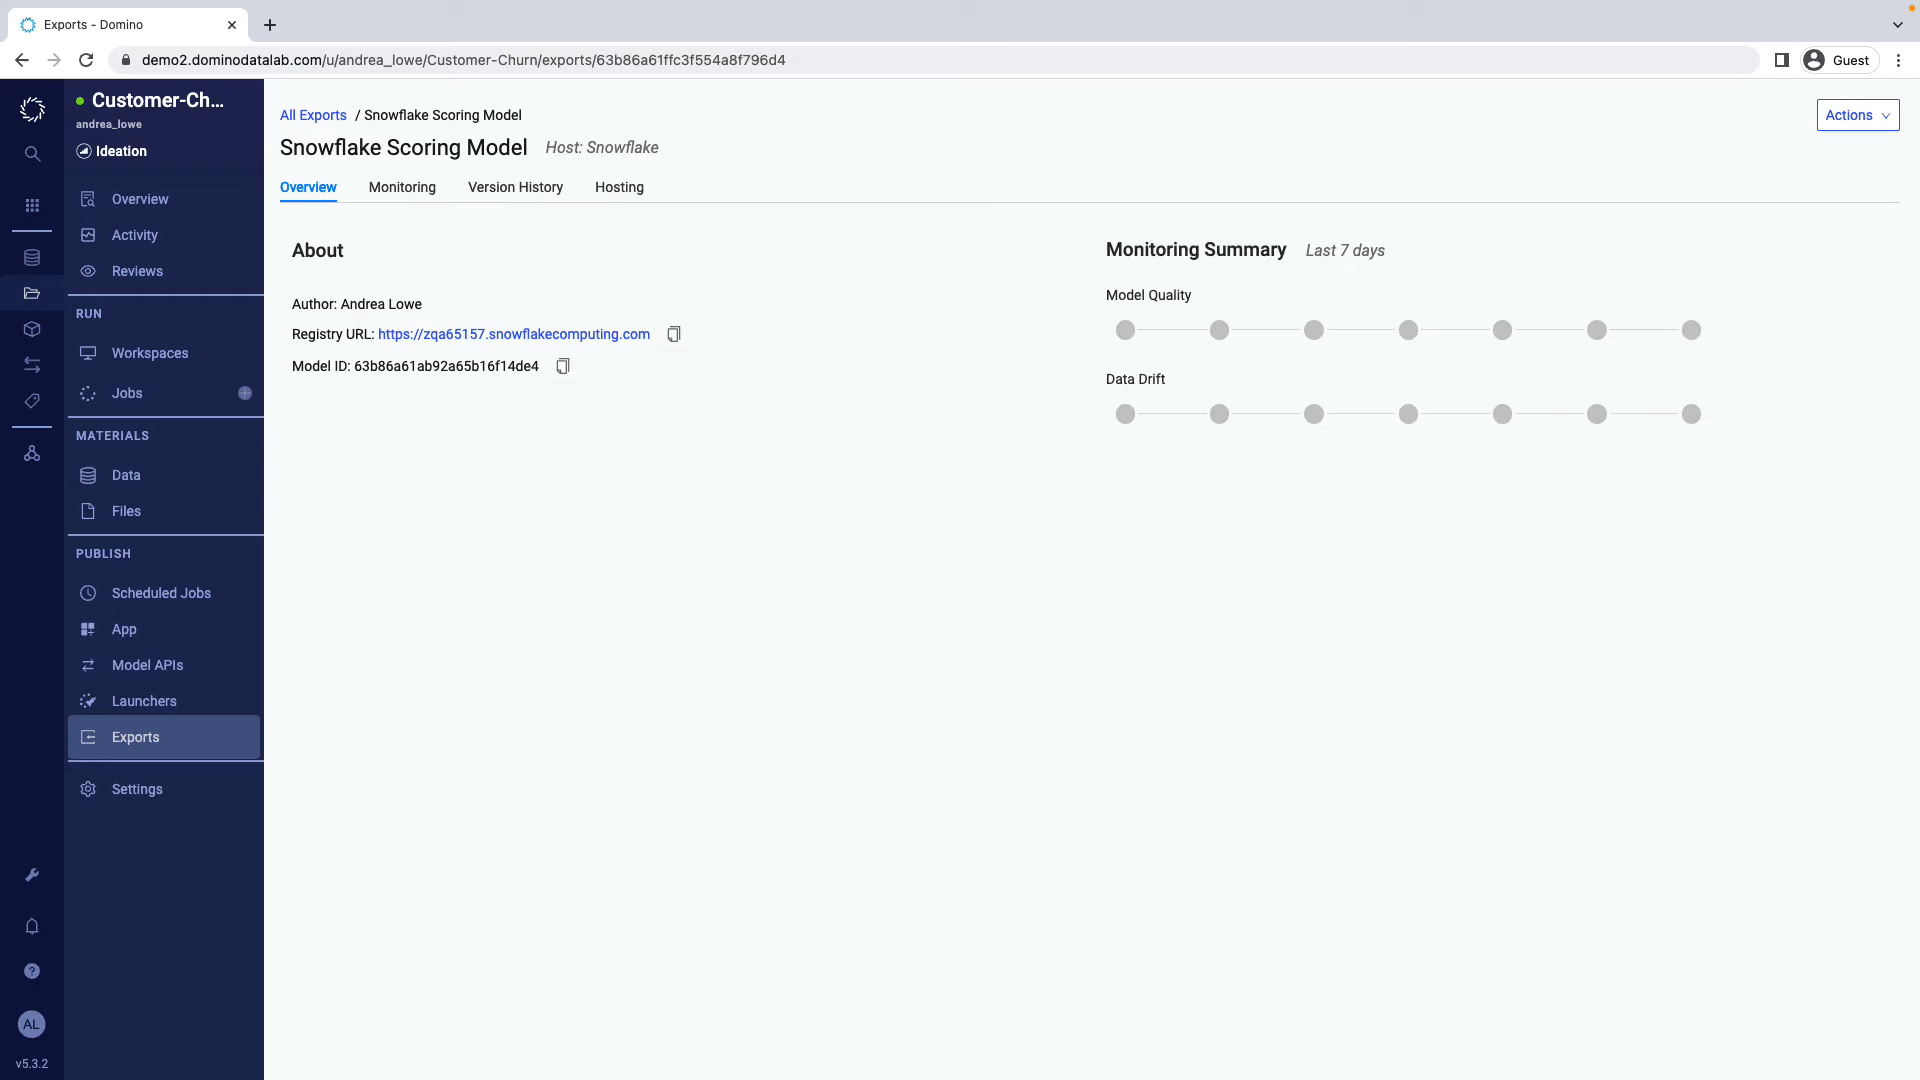 Exports - Domino
demo2.dominodatalab.com/u/andrea_lowe/Customer-Churn/exports/63b86a61ffc3f554a8f796d4
Guest
Customer-Ch...
andrea_lowe
Ideation
Overview
Activity
Reviews
RUN
Workspaces
Jobs
MATERIALS
Data
Files
PUBLISH
Scheduled Jobs
App
Model APIs
Launchers
Exports
Settings
AL
v5.3.2
All Exports / Snowflake Scoring Model
Actions
Snowflake Scoring Model Host: Snowflake
Overview Monitoring Version History Hosting
About
Author: Andrea Lowe
Registry URL: https://zqa65157.snowflakecomputing.com
Model ID: 63b86a61ab92a65b16f14de4
Monitoring Summary Last 7 days
Model Quality
Data Drift